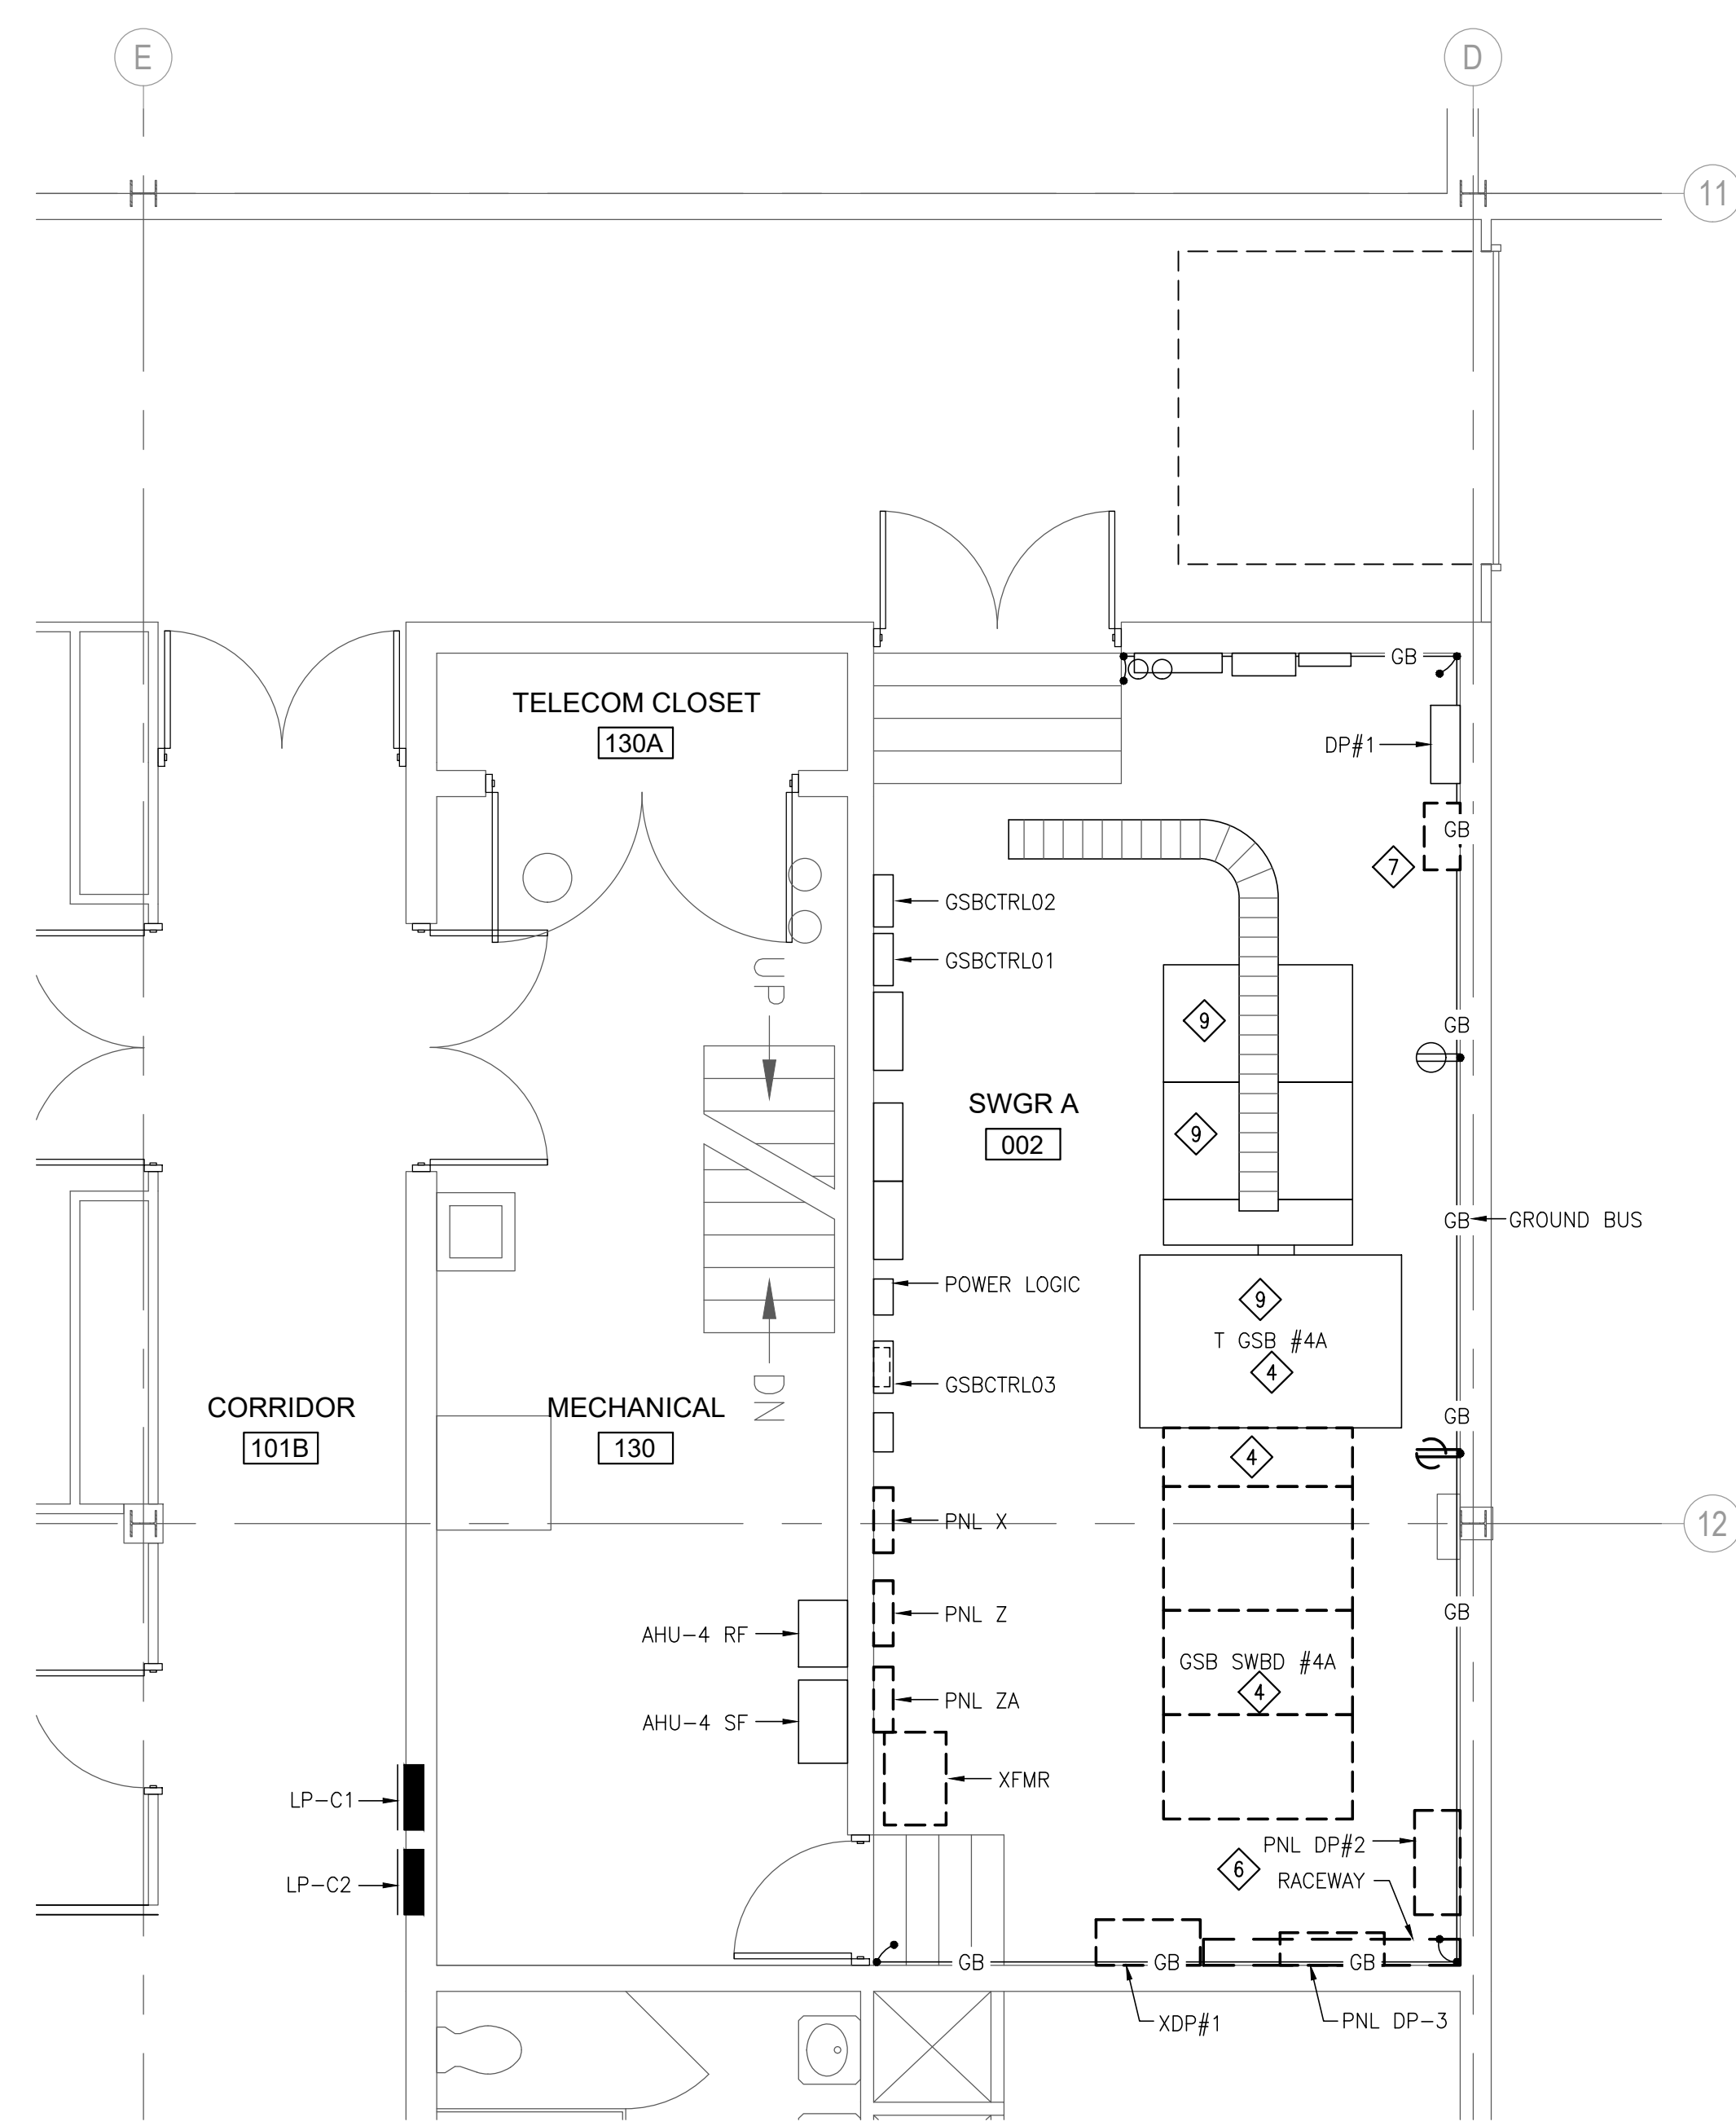 E
D
11
GB
TELECOM CLOSET
130A
DP#1
GB
7
GSBCTRL02
GSBCTRL01
UP
9
GB
SWGR A
002
9
GB
GROUND BUS
POWER LOGIC
9
T GSB #4A
4
GSBCTRL03
DN
CORRIDOR
101B
MECHANICAL
130
GB
4
PNL X
12
PNL Z
GB
AHU-4 RF
GSB SWBD #4A
4
PNL ZA
AHU-4 SF
XFMR
LP-C1
PNL DP#2
6
RACEWAY
LP-C2
GB
GB
GB
XDP#1
PNL DP-3